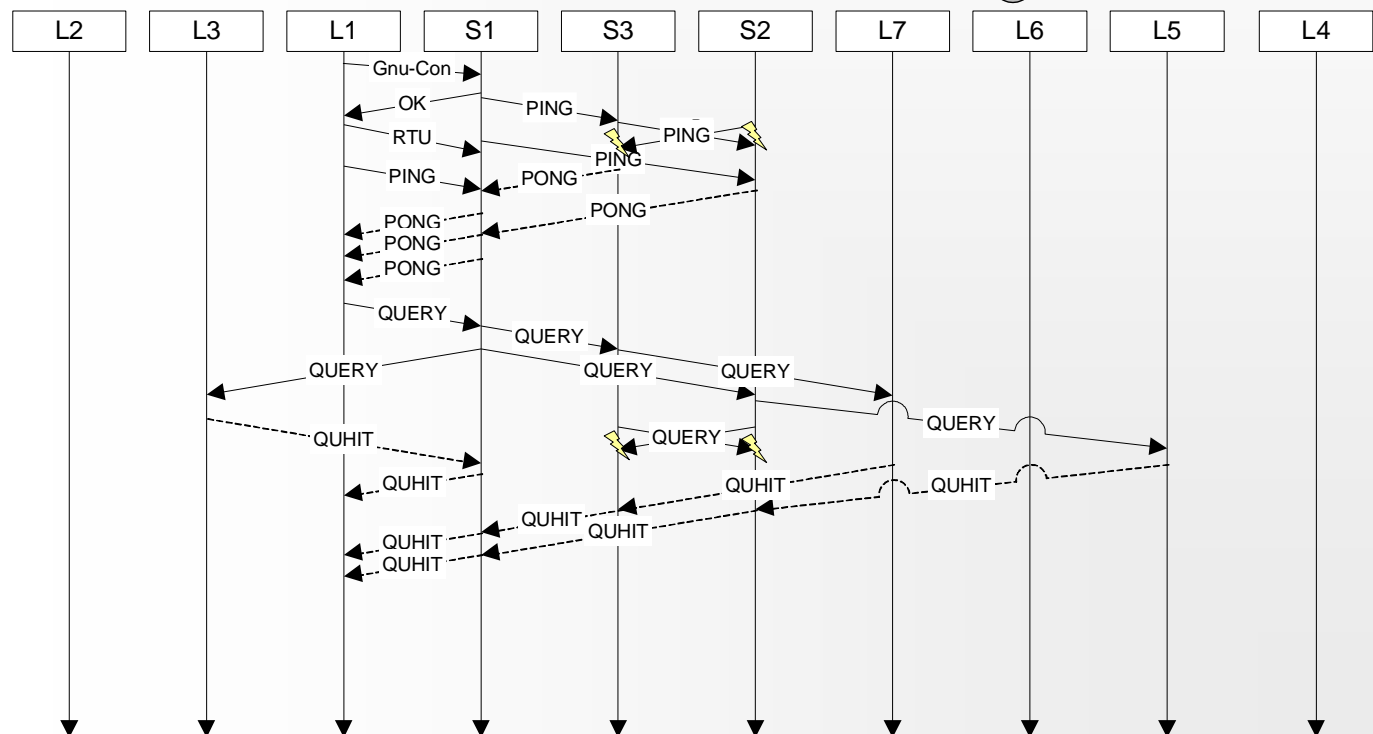 L2 L3 L1 S1 S3 S2 L7 L6 L5 L4
Gnu-Con
OK
PING
PING
RTU
PING
PING
PONG
PONG
PONG
PONG
PONG
QUERY
QUERY
QUERY
QUERY
QUERY
QUERY
QUERY
QUHIT
QUHIT
QUHIT
QUHIT
QUHIT
QUHIT
QUHIT
QUHIT